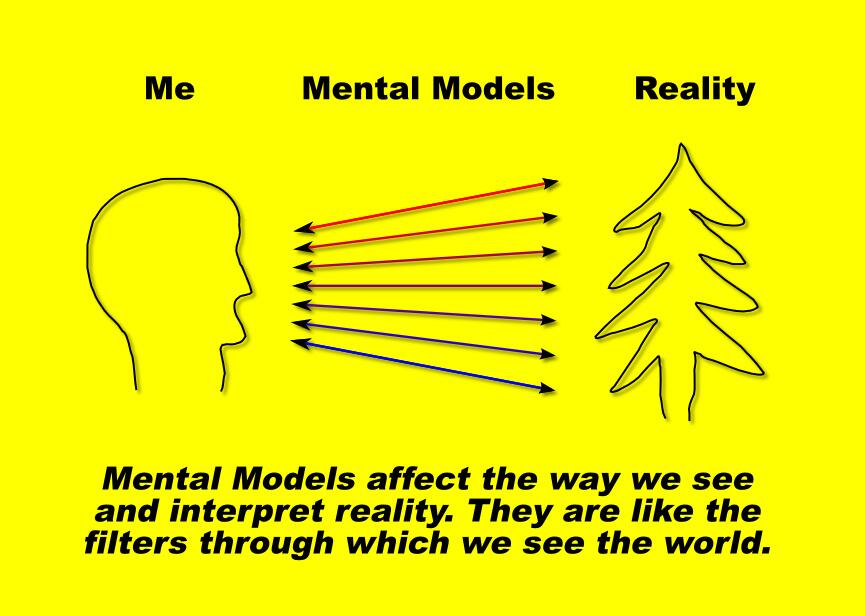 Me Mental Models Reality
Mental Models affect the way we see
and interpret reality. They are like the
filters through which we see the world.